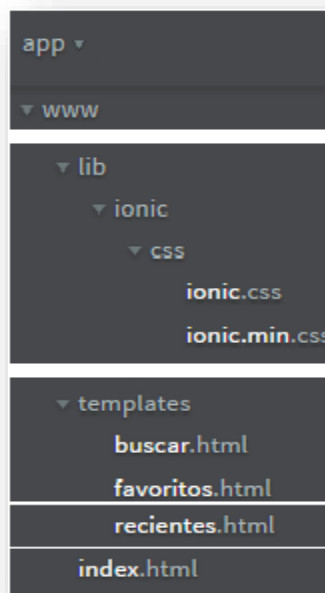 app
www
lib
ionic
css
ionic.css
ionic.min.css
templates
buscar.html
favoritos.html
recientes.html
index.html